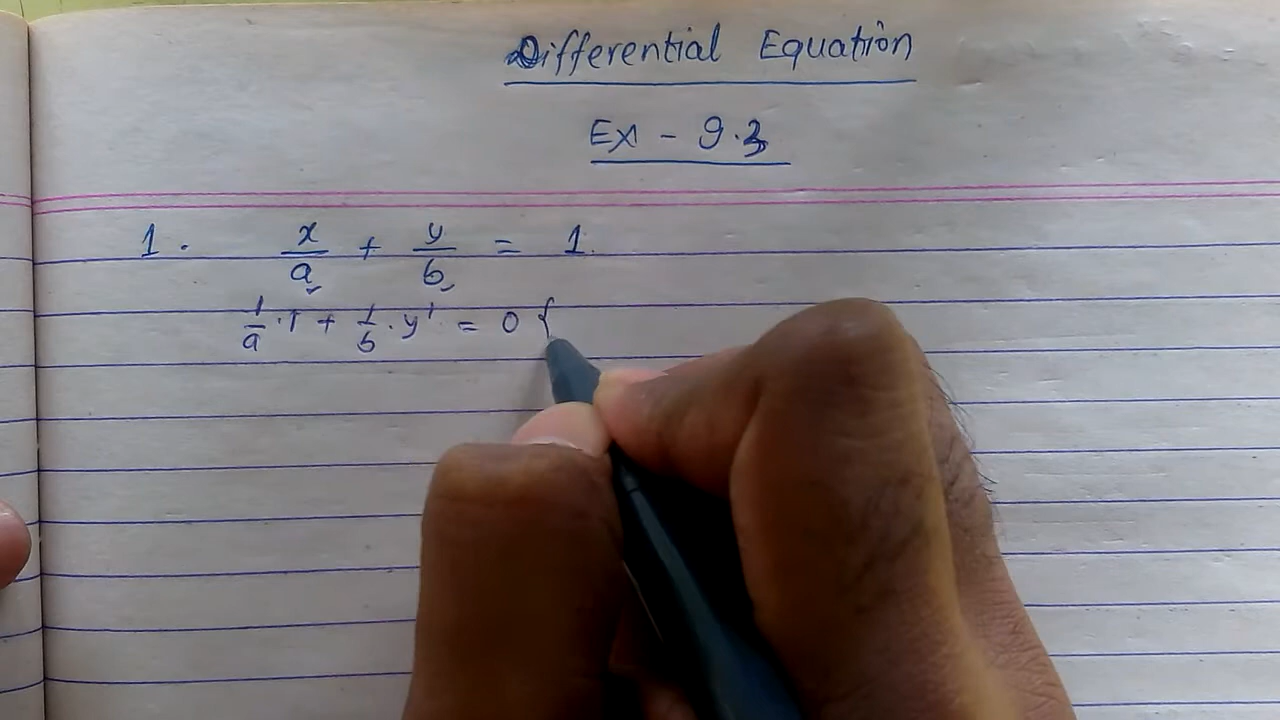 Differential Equation
Ex - 9.3
1. x/a + y/b = 1.
1/a · 1 + 1/b · y' = 0 {